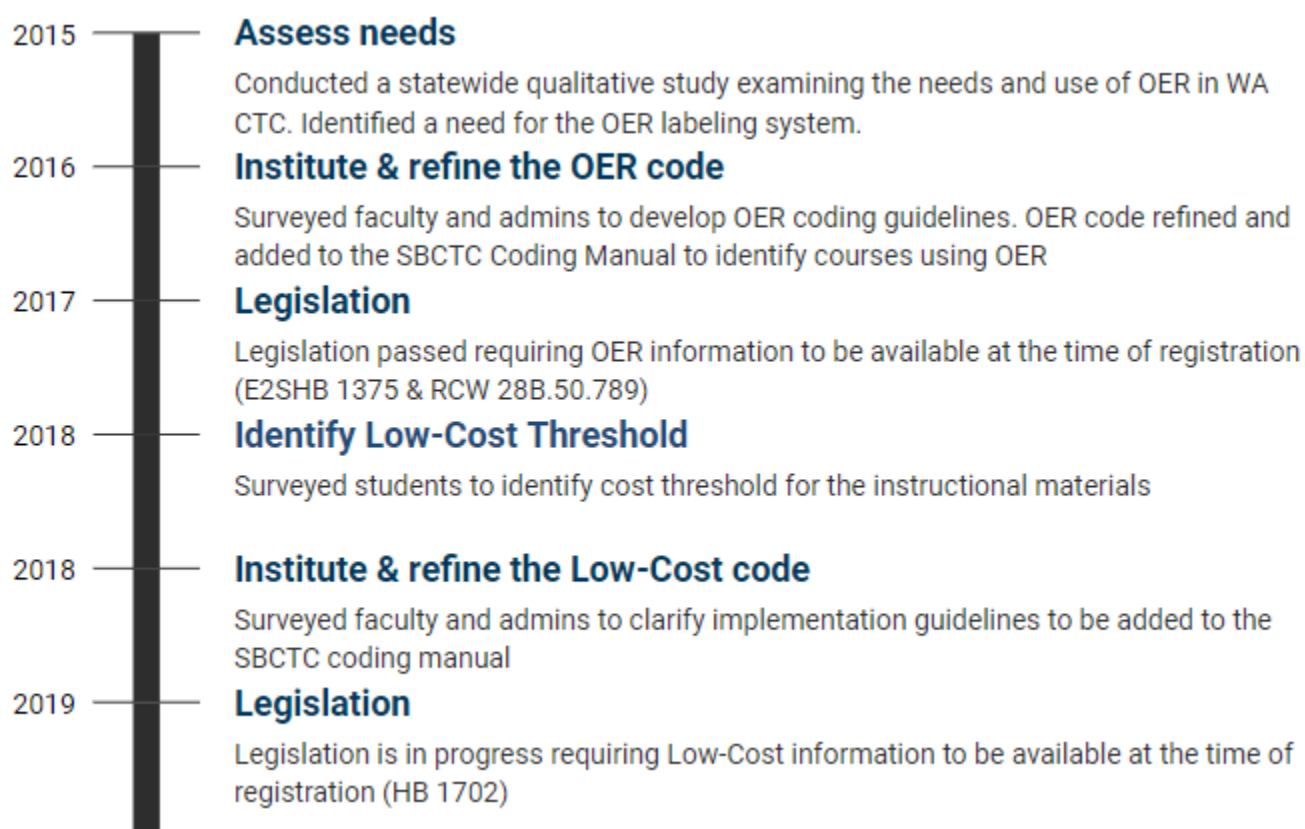 2015 Assess needs
Conducted a statewide qualitative study examining the needs and use of OER in WA
CTC. Identified a need for the OER labeling system.
2016 Institute & refine the OER code
Surveyed faculty and admins to develop OER coding guidelines. OER code refined and
added to the SBCTC Coding Manual to identify courses using OER
2017 Legislation
Legislation passed requiring OER information to be available at the time of registration
(E2SHB 1375 & RCW 28B.50.789)
2018 Identify Low-Cost Threshold
Surveyed students to identify cost threshold for the instructional materials
2018 Institute & refine the Low-Cost code
Surveyed faculty and admins to clarify implementation guidelines to be added to the
SBCTC coding manual
2019 Legislation
Legislation is in progress requiring Low-Cost information to be available at the time of
registration (HB 1702)